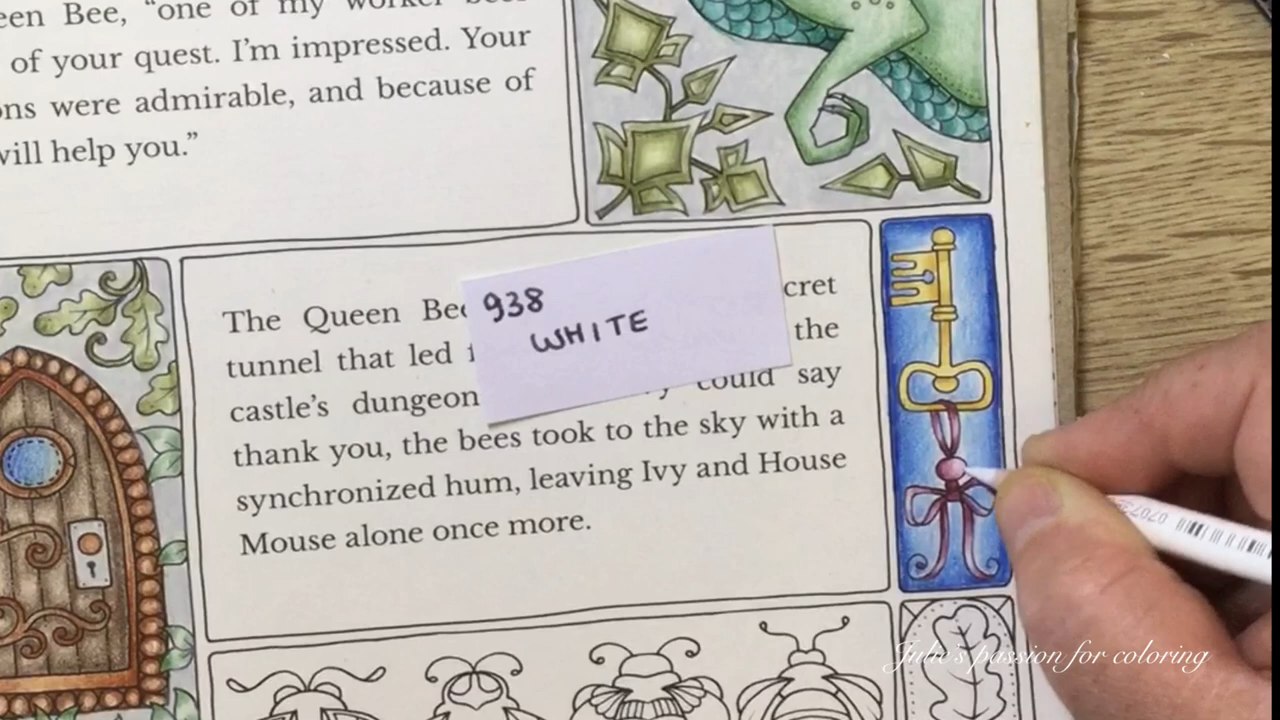 een Bee, "one of my worker bees
of your quest. I'm impressed. Your
ons were admirable, and because of
will help you."
The Queen Bee cret
tunnel that led the
castle's dungeon could say
thank you, the bees took to the sky with a
synchronized hum, leaving Ivy and House
Mouse alone once more.
938
WHITE
Julie's passion for coloring